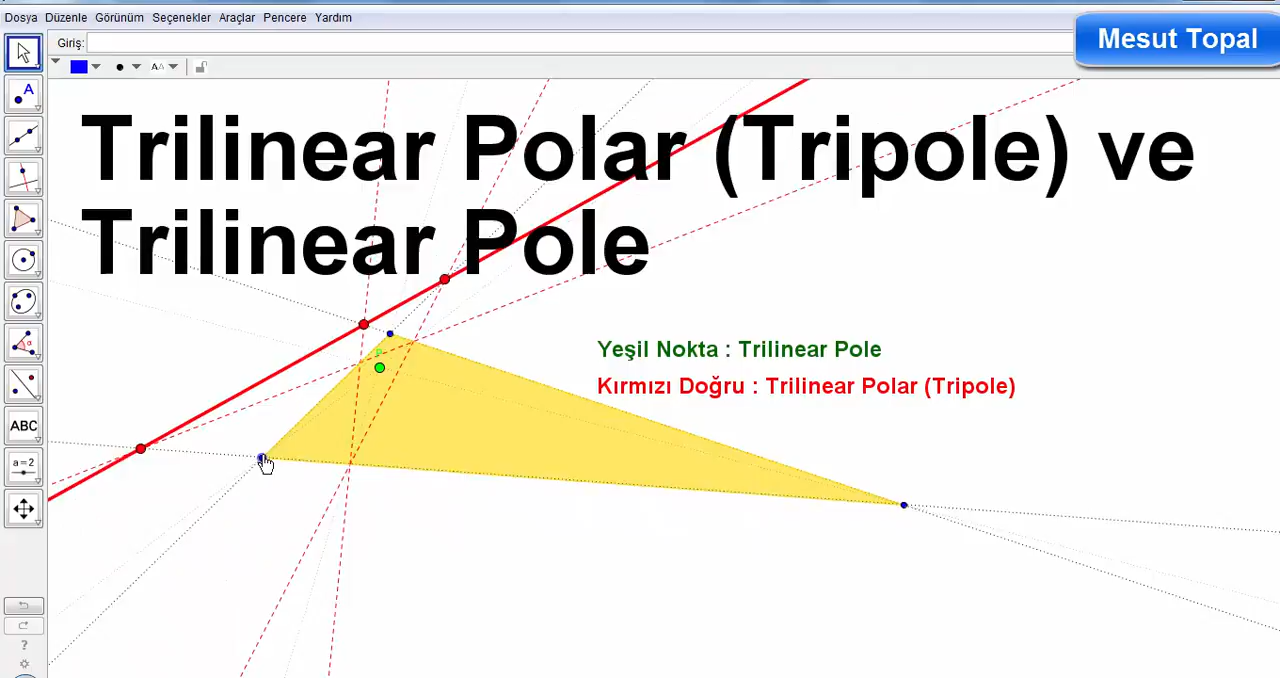 Dosya Düzenle Görünüm Seçenekler Araçlar Pencere Yardım
Mesut Topal
Giriş:
AA
A
Trilinear Polar (Tripole) ve
Trilinear Pole
α
P
Yeşil Nokta : Trilinear Pole
Kırmızı Doğru : Trilinear Polar (Tripole)
ABC
a=2
?